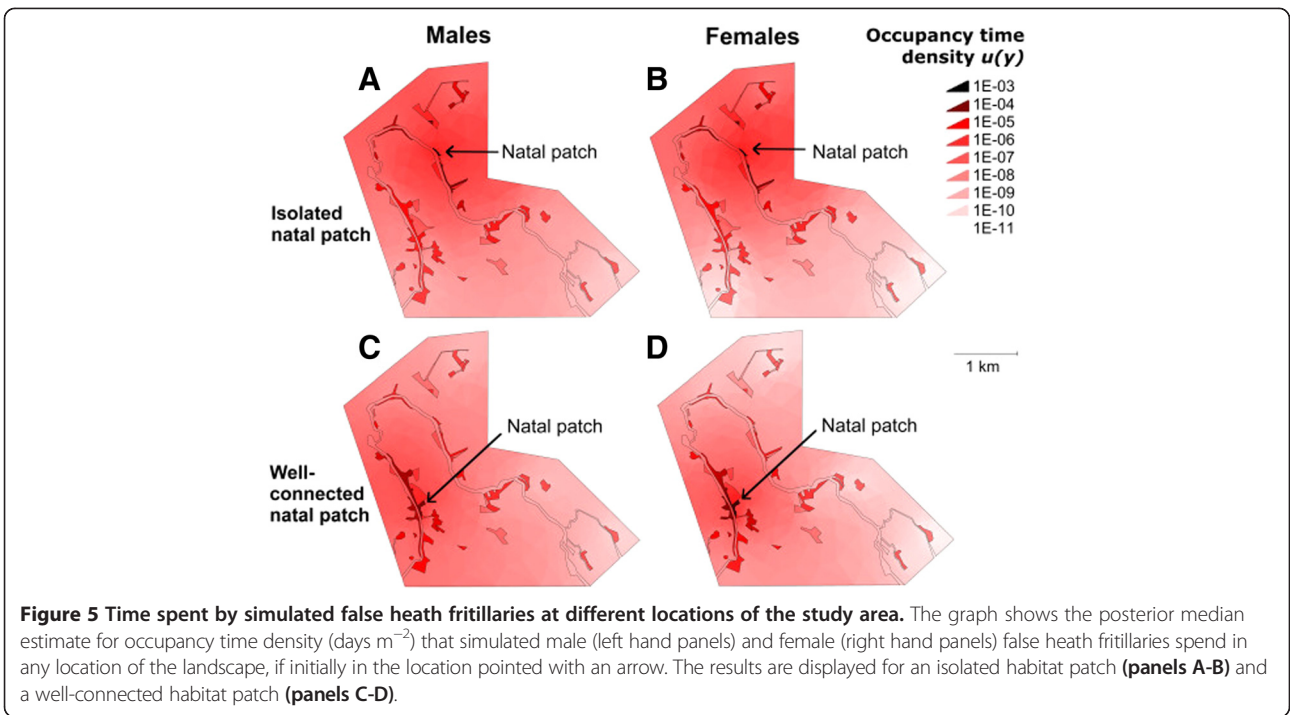 Males
Females
Occupancy time
density u(y)
A
B
1E-03
1E-04
1E-05
1E-06
1E-07
1E-08
1E-09
1E-10
1E-11
Natal patch
Natal patch
Isolated
natal patch
C
D
1 km
Natal patch
Natal patch
Well-
connected
natal patch
Figure 5 Time spent by simulated false heath fritillaries at different locations of the study area. The graph shows the posterior median
estimate for occupancy time density (days m⁻²) that simulated male (left hand panels) and female (right hand panels) false heath fritillaries spend in
any location of the landscape, if initially in the location pointed with an arrow. The results are displayed for an isolated habitat patch (panels A-B) and
a well-connected habitat patch (panels C-D).